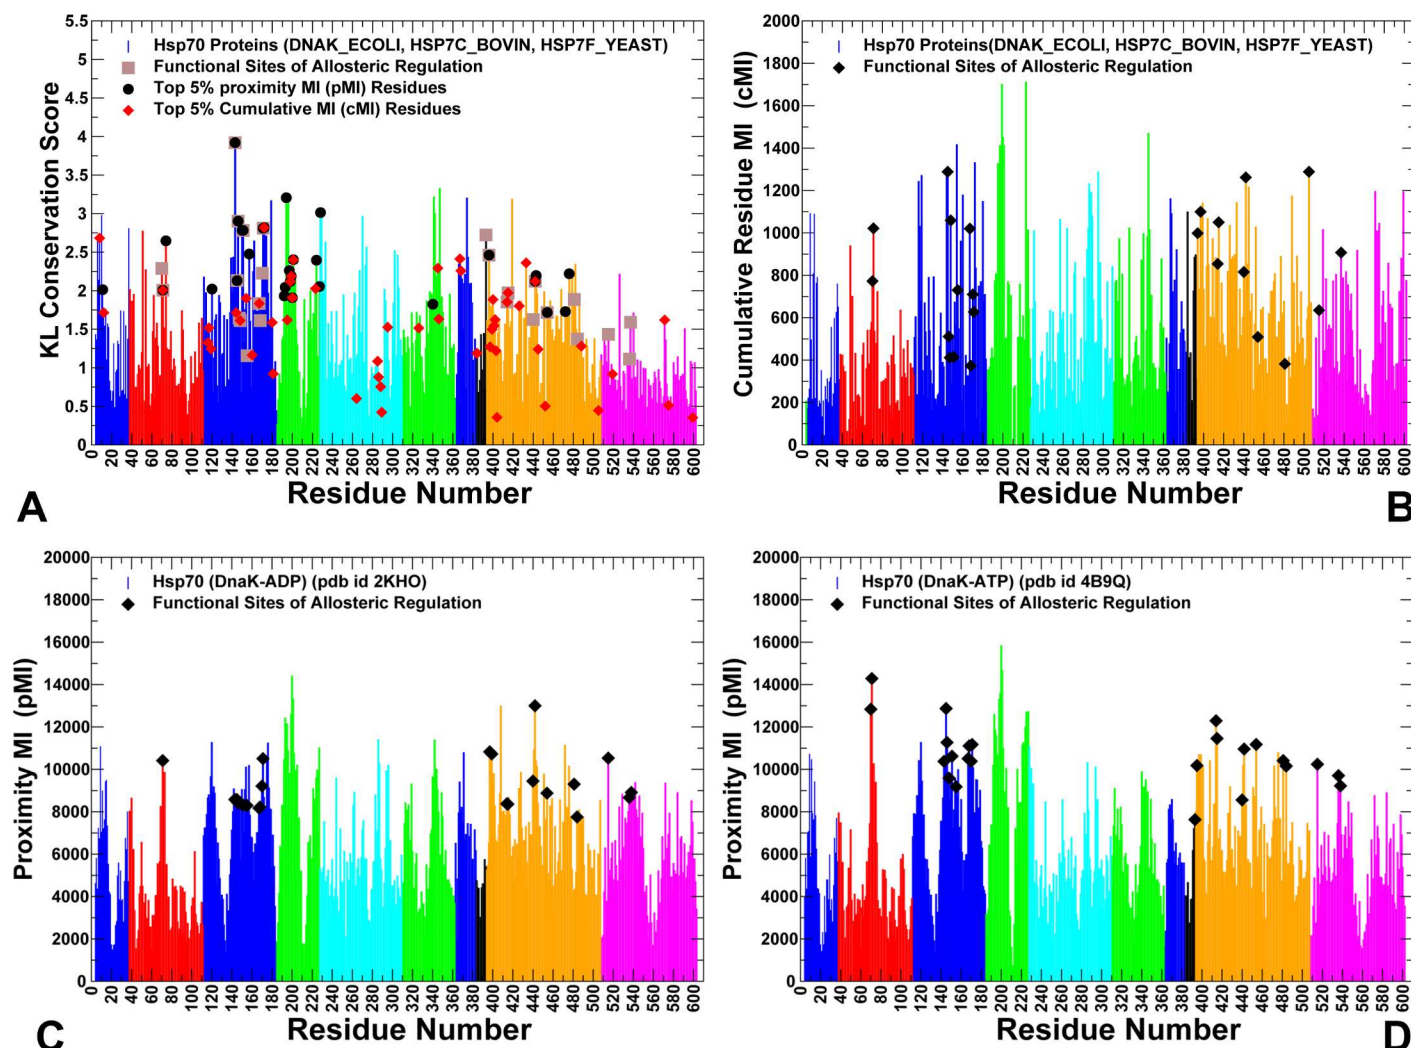 5.5
5
4.5
4
3.5
3
2.5
2
1.5
1
0.5
0
KL Conservation Score
Hsp70 Proteins (DNAK_ECOLI, HSP7C_BOVIN, HSP7F_YEAST)
Functional Sites of Allosteric Regulation
Top 5% proximity MI (pMI) Residues
Top 5% Cumulative MI (cMI) Residues
0 20 40 60 80 100 120 140 160 180 200 220 240 260 280 300 320 340 360 380 400 420 440 460 480 500 520 540 560 580 600
Residue Number
A
2000
1800
1600
1400
1200
1000
800
600
400
200
0
Cumulative Residue MI (cMI)
Hsp70 Proteins(DNAK_ECOLI, HSP7C_BOVIN, HSP7F_YEAST)
Functional Sites of Allosteric Regulation
0 20 40 60 80 100 120 140 160 180 200 220 240 260 280 300 320 340 360 380 400 420 440 460 480 500 520 540 560 580 600
Residue Number
B
20000
18000
16000
14000
12000
10000
8000
6000
4000
2000
0
Proximity MI (pMI)
Hsp70 (DnaK-ADP) (pdb id 2KHO)
Functional Sites of Allosteric Regulation
0 20 40 60 80 100 120 140 160 180 200 220 240 260 280 300 320 340 360 380 400 420 440 460 480 500 520 540 560 580 600
Residue Number
C
20000
18000
16000
14000
12000
10000
8000
6000
4000
2000
0
Proximity MI (pMI)
Hsp70 (DnaK-ATP) (pdb id 4B9Q)
Functional Sites of Allosteric Regulation
0 20 40 60 80 100 120 140 160 180 200 220 240 260 280 300 320 340 360 380 400 420 440 460 480 500 520 540 560 580 600
Residue Number
D